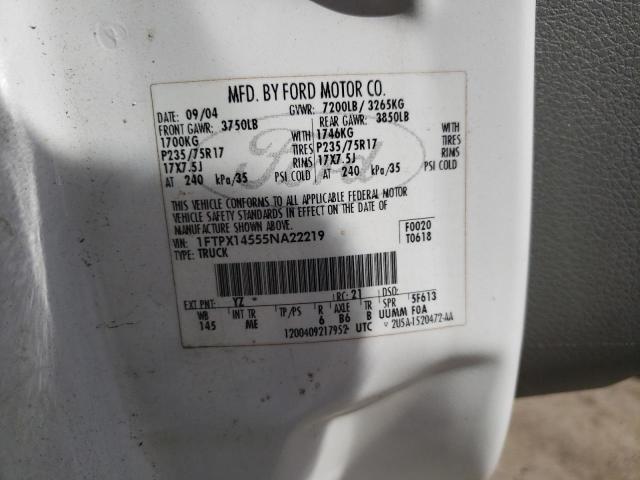 MFD. BY FORD MOTOR CO.
DATE: 09/04 GVWR: 7200LB/ 3265KG
FRONT GAWR: 3750LB REAR GAWR: 3850LB
1700KG WITH 1746KG WITH
P235/75R17 TIRES P235/75R17 TIRES
17X7.5J RIMS 17X7.5J RIMS
AT 240 kPa/35 PSI COLD AT 240 kPa/35 PSI COLD
Ford
THIS VEHICLE CONFORMS TO ALL APPLICABLE FEDERAL MOTOR
VEHICLE SAFETY STANDARDS IN EFFECT ON THE DATE OF
MANUFACTURE SHOWN ABOVE.
VIN: 1FTPX14555NA22219 F0020
TYPE: TRUCK T0618
EXT PNT: YZ RC: 21 DSO:
WB INT TR TP/PS R AXLE TR SPR 5F613
145 ME 6 B6 B UUMM F0A
1200409217952 UTC 2U5A-1520472-AA